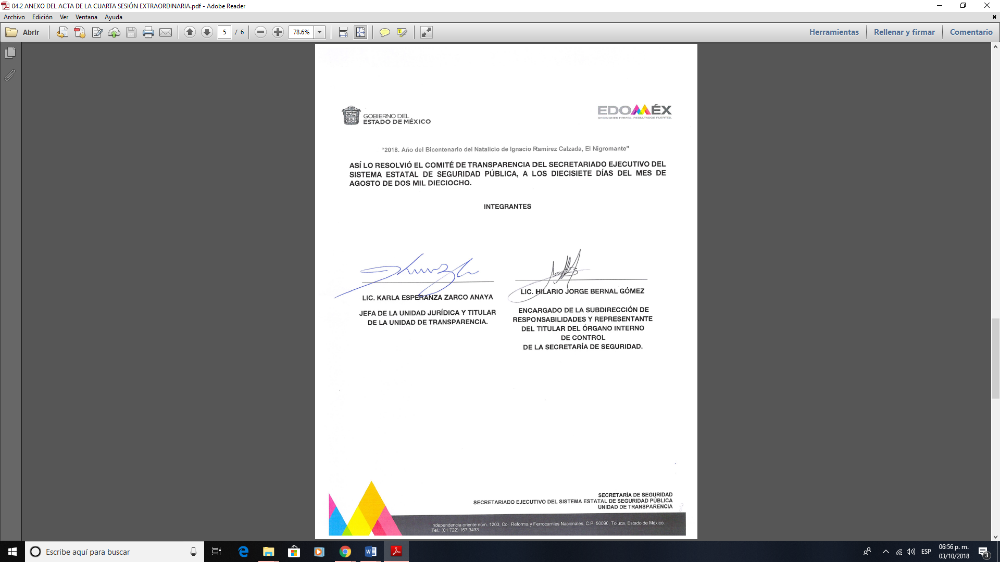 04.2 ANEXO DEL ACTA DE LA CUARTA SESIÓN EXTRAORDINARIA.pdf - Adobe Reader
Archivo Edición Ver Ventana Ayuda
Abrir 5 / 6 78.6% Herramientas Rellenar y firmar Comentario
GOBIERNO DEL
ESTADO DE MÉXICO
EDOMÉX
DECISIONES FIRMES, RESULTADOS FUERTES.
“2018. Año del Bicentenario del Natalicio de Ignacio Ramírez Calzada, El Nigromante”
ASÍ LO RESOLVIÓ EL COMITÉ DE TRANSPARENCIA DEL SECRETARIADO EJECUTIVO DEL
SISTEMA ESTATAL DE SEGURIDAD PÚBLICA, A LOS DIECISIETE DÍAS DEL MES DE
AGOSTO DE DOS MIL DIECIOCHO.
INTEGRANTES
LIC. KARLA ESPERANZA ZARCO ANAYA
JEFA DE LA UNIDAD JURÍDICA Y TITULAR
DE LA UNIDAD DE TRANSPARENCIA.
LIC. HILARIO JORGE BERNAL GÓMEZ
ENCARGADO DE LA SUBDIRECCIÓN DE
RESPONSABILIDADES Y REPRESENTANTE
DEL TITULAR DEL ÓRGANO INTERNO
DE CONTROL
DE LA SECRETARÍA DE SEGURIDAD.
SECRETARÍA DE SEGURIDAD
SECRETARIADO EJECUTIVO DEL SISTEMA ESTATAL DE SEGURIDAD PÚBLICA
UNIDAD DE TRANSPARENCIA
Independencia oriente núm. 1203, Col. Reforma y Ferrocarriles Nacionales, C.P. 50090, Toluca, Estado de México.
Tel.: (01 722) 167 3433.
Escribe aquí para buscar
ESP
06:56 p. m.
03/10/2018
3